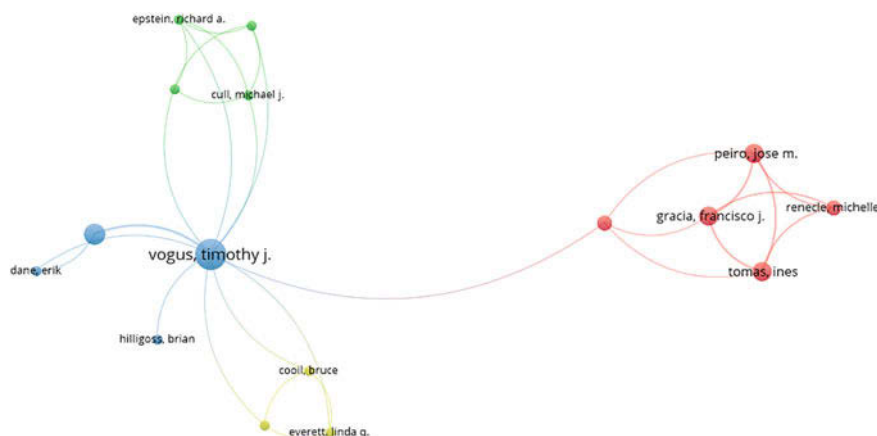 epstein, richard a.
cull, michael j.
peiro, jose m.
renecle, michelle
gracia, francisco j.
vogus, timothy j.
dane, erik
tomas, ines
hilligoss, brian
cooil, bruce
everett, linda q.